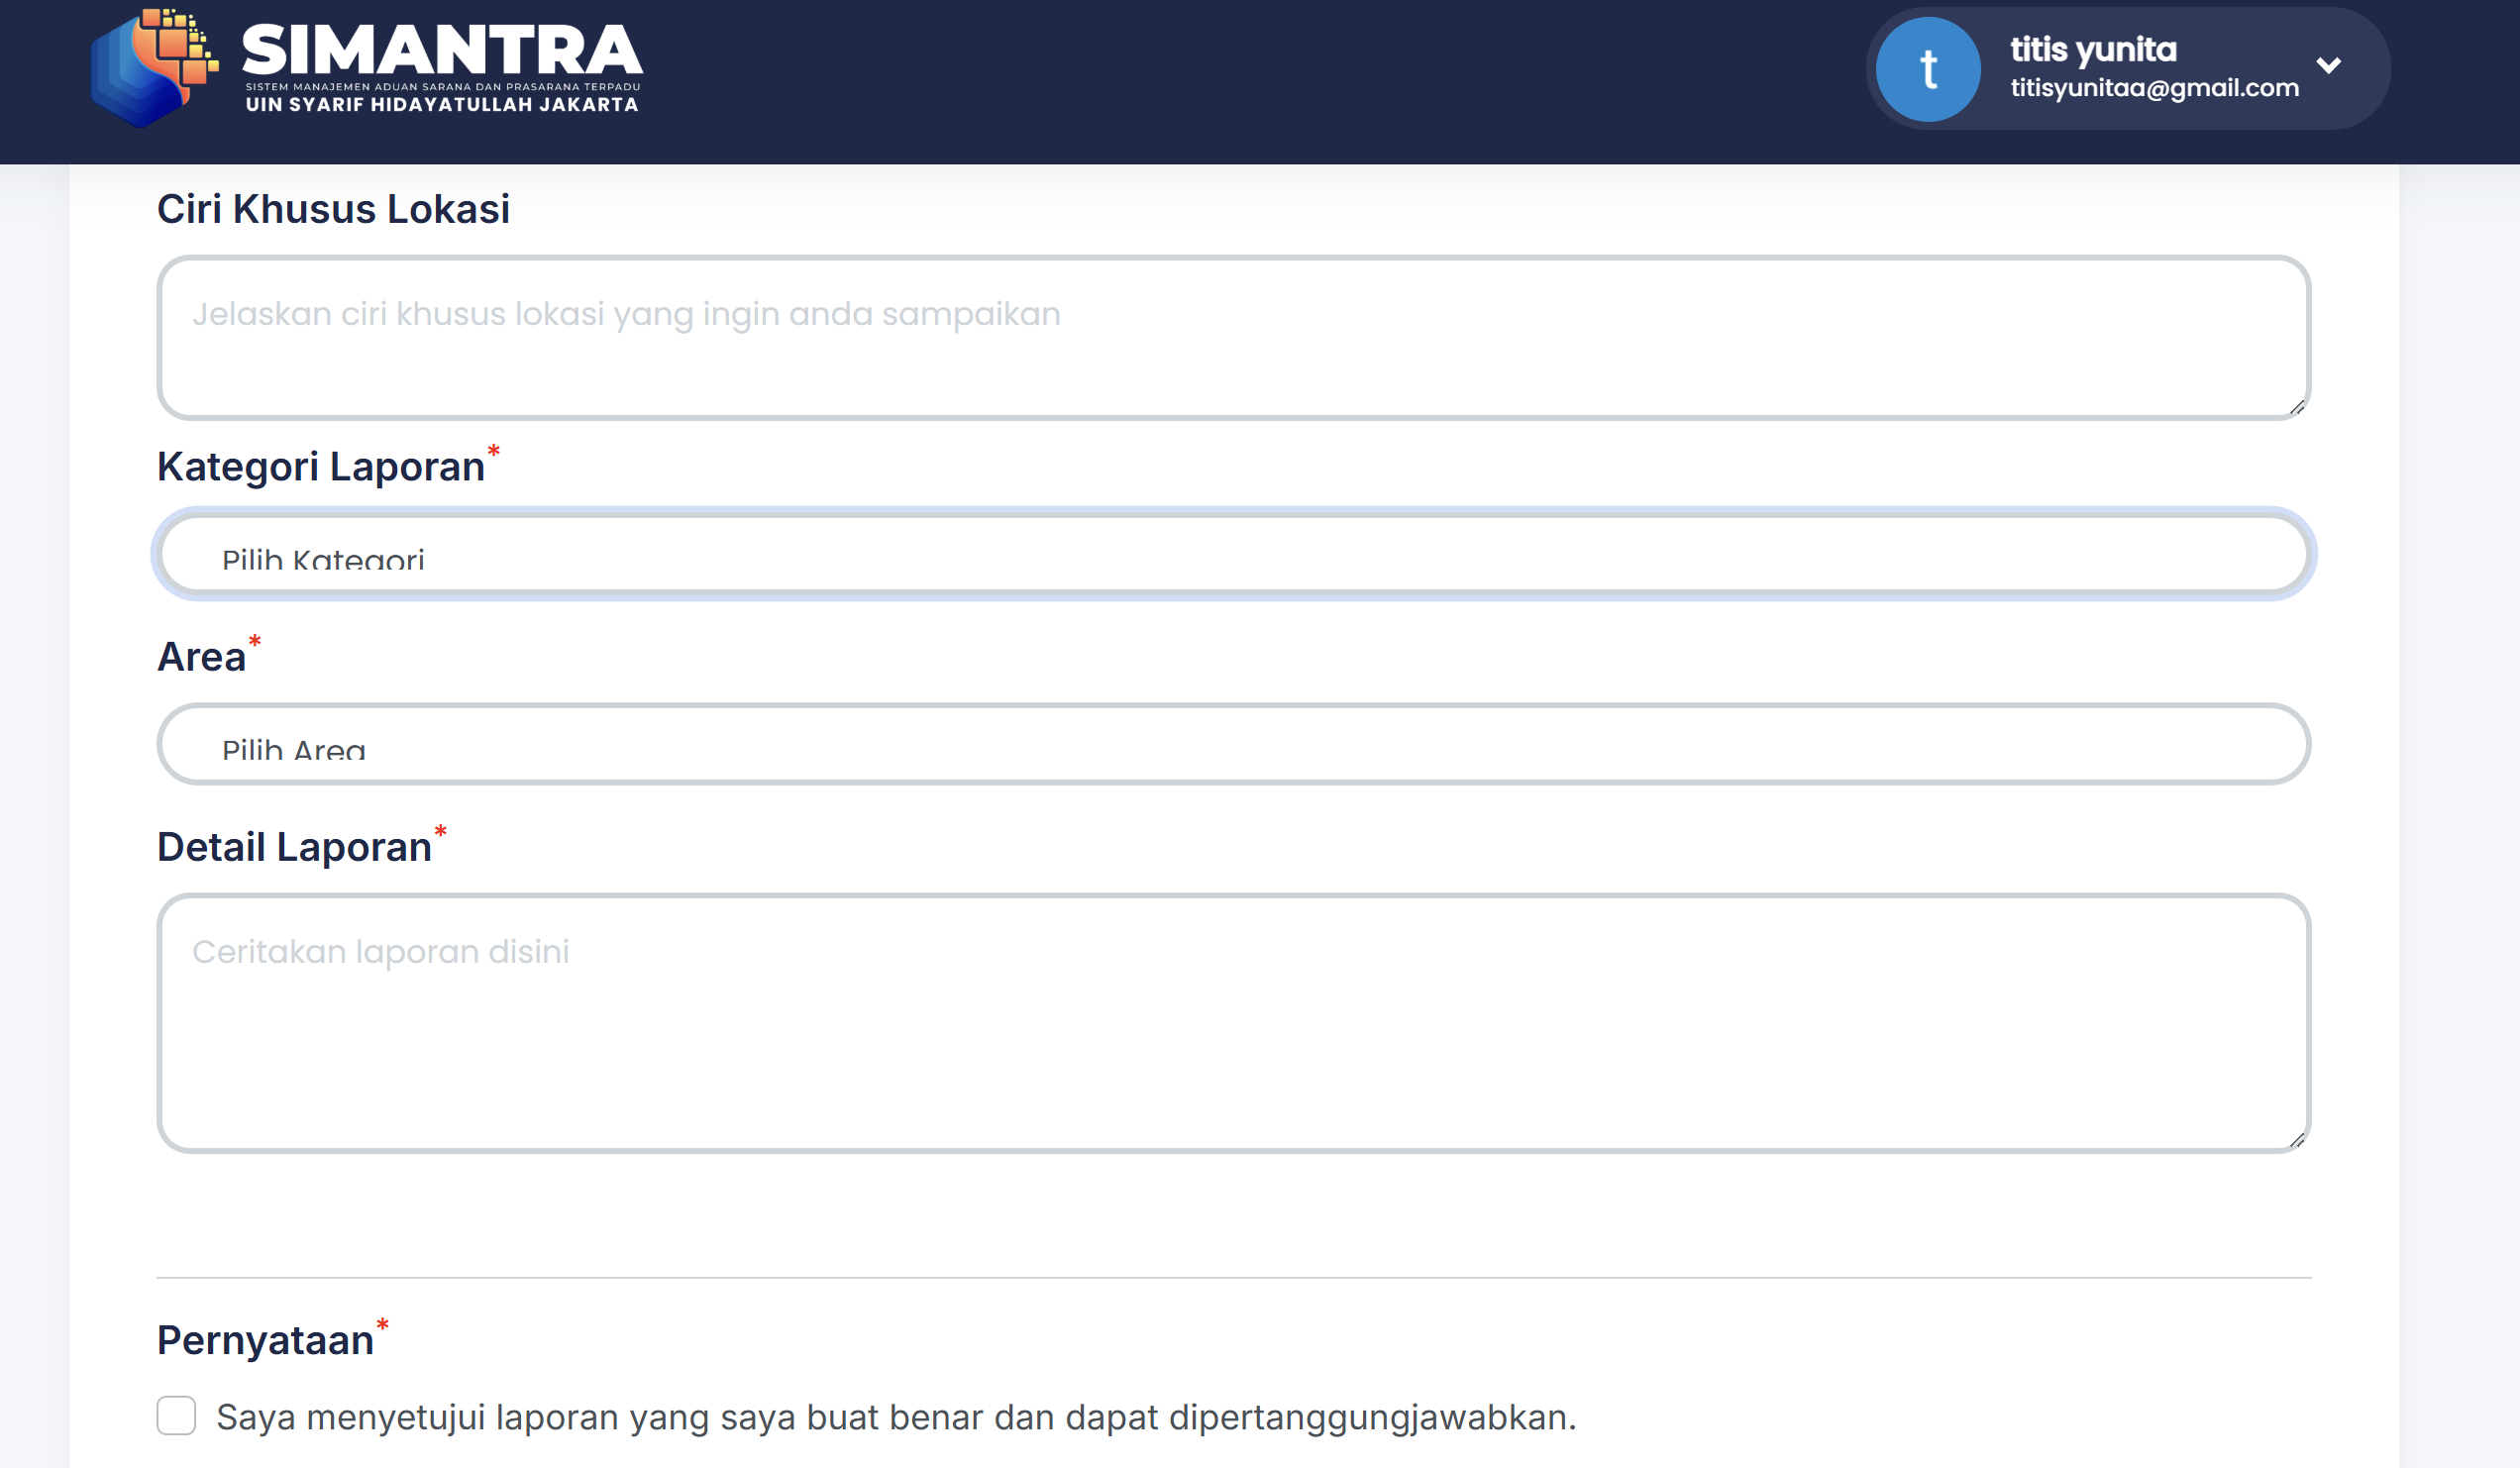 SIMANTRA
SISTEM MANAJEMEN ADUAN SARANA DAN PRASARANA TERPADU
UIN SYARIF HIDAYATULLAH JAKARTA
t
titis yunita
titisyunitaa@gmail.com
Ciri Khusus Lokasi
Jelaskan ciri khusus lokasi yang ingin anda sampaikan
Kategori Laporan*
Pilih Kategori
Area*
Pilih Area
Detail Laporan*
Ceritakan laporan disini
Pernyataan*
Saya menyetujui laporan yang saya buat benar dan dapat dipertanggungjawabkan.